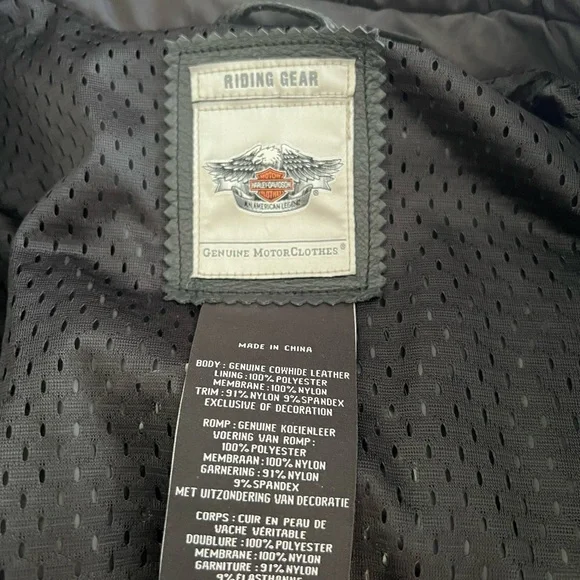 RIDING GEAR
MOTOR
HARLEY-DAVIDSON
CLOTHES
AN AMERICAN LEGEND
®
GENUINE MOTORCLOTHES®
MADE IN CHINA
BODY : GENUINE COWHIDE LEATHER
LINING : 100% POLYESTER
MEMBRANE : 100% NYLON
TRIM : 91% NYLON 9% SPANDEX
EXCLUSIVE OF DECORATION
ROMP : GENUINE KOEIENLEER
VOERING VAN ROMP :
100% POLYESTER
MEMBRAAN : 100% NYLON
GARNERING : 91% NYLON
9% SPANDEX
MET UITZONDERING VAN DECORATIE
CORPS : CUIR EN PEAU DE
VACHE VÉRITABLE
DOUBLURE : 100% POLYESTER
MEMBRANE : 100% NYLON
GARNITURE : 91% NYLON
9% ELASTHANNE